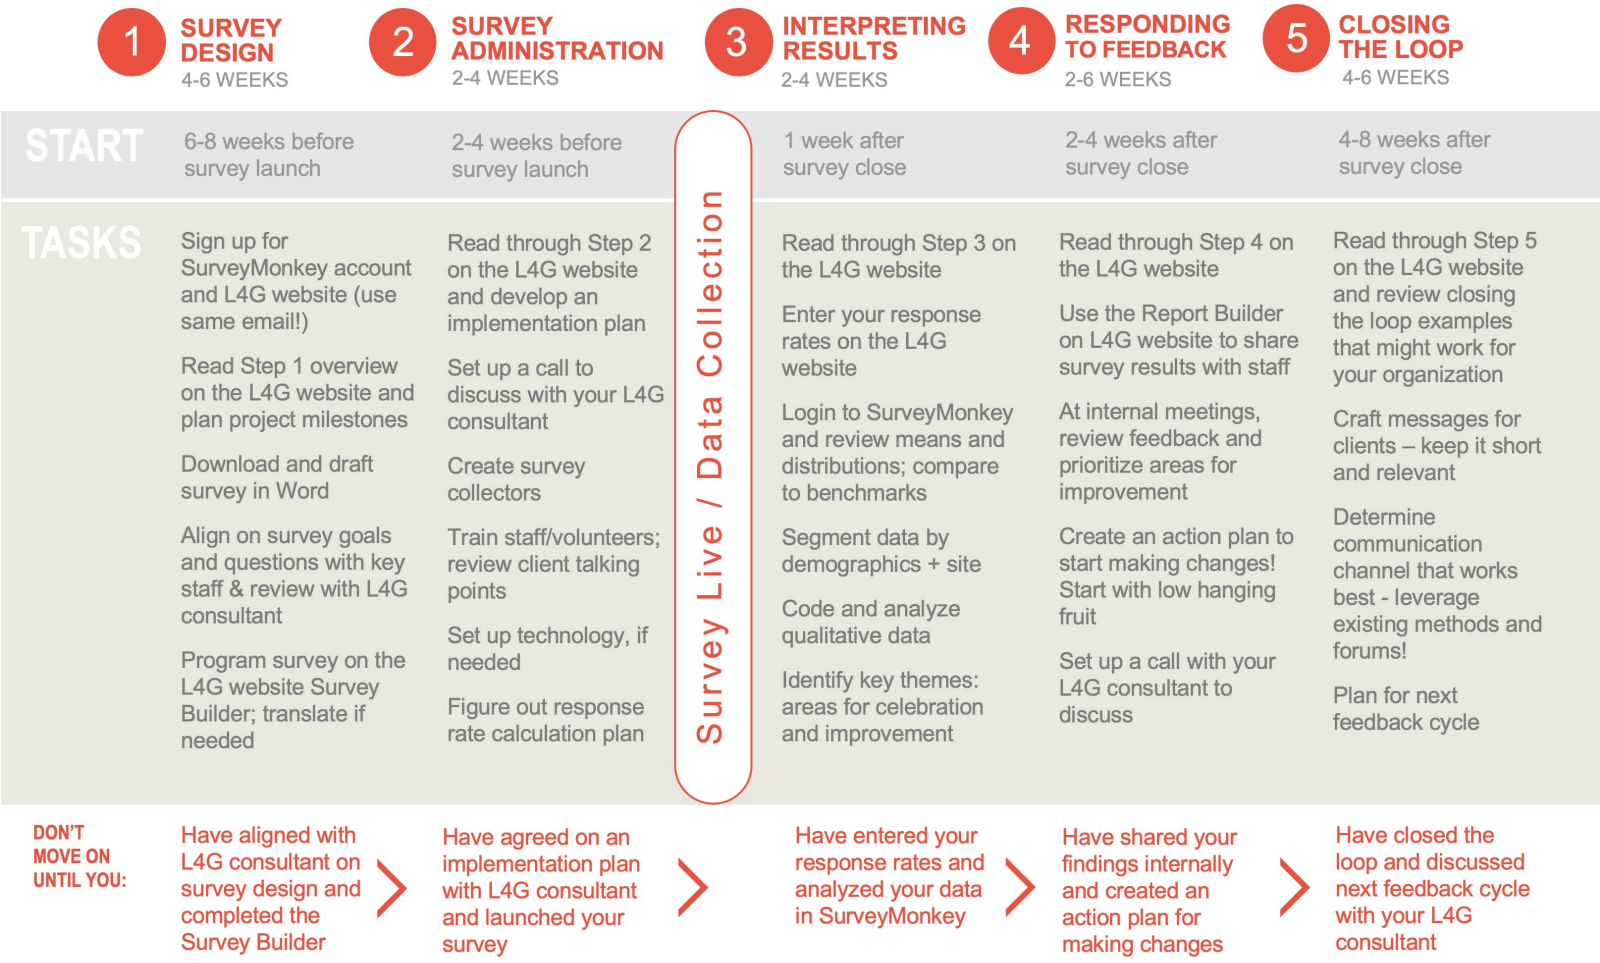 1
SURVEY
DESIGN
4-6 WEEKS
2
SURVEY
ADMINISTRATION
2-4 WEEKS
3
INTERPRETING
RESULTS
2-4 WEEKS
4
RESPONDING
TO FEEDBACK
2-6 WEEKS
5
CLOSING
THE LOOP
4-6 WEEKS
START
6-8 weeks before
survey launch
2-4 weeks before
survey launch
1 week after
survey close
2-4 weeks after
survey close
4-8 weeks after
survey close
TASKS
Sign up for
SurveyMonkey account
and L4G website (use
same email!)
Read Step 1 overview
on the L4G website and
plan project milestones
Download and draft
survey in Word
Align on survey goals
and questions with key
staff & review with L4G
consultant
Program survey on the
L4G website Survey
Builder; translate if
needed
Read through Step 2
on the L4G website
and develop an
implementation plan
Set up a call to
discuss with your L4G
consultant
Create survey
collectors
Train staff/volunteers;
review client talking
points
Set up technology, if
needed
Figure out response
rate calculation plan
Survey Live / Data Collection
Read through Step 3 on
the L4G website
Enter your response
rates on the L4G
website
Login to SurveyMonkey
and review means and
distributions; compare
to benchmarks
Segment data by
demographics + site
Code and analyze
qualitative data
Identify key themes:
areas for celebration
and improvement
Read through Step 4 on
the L4G website
Use the Report Builder
on L4G website to share
survey results with staff
At internal meetings,
review feedback and
prioritize areas for
improvement
Create an action plan to
start making changes!
Start with low hanging
fruit
Set up a call with your
L4G consultant to
discuss
Read through Step 5
on the L4G website
and review closing
the loop examples
that might work for
your organization
Craft messages for
clients – keep it short
and relevant
Determine
communication
channel that works
best - leverage
existing methods and
forums!
Plan for next
feedback cycle
DON'T
MOVE ON
UNTIL YOU:
Have aligned with
L4G consultant on
survey design and
completed the
Survey Builder
Have agreed on an
implementation plan
with L4G consultant
and launched your
survey
Have entered your
response rates and
analyzed your data
in SurveyMonkey
Have shared your
findings internally
and created an
action plan for
making changes
Have closed the
loop and discussed
next feedback cycle
with your L4G
consultant